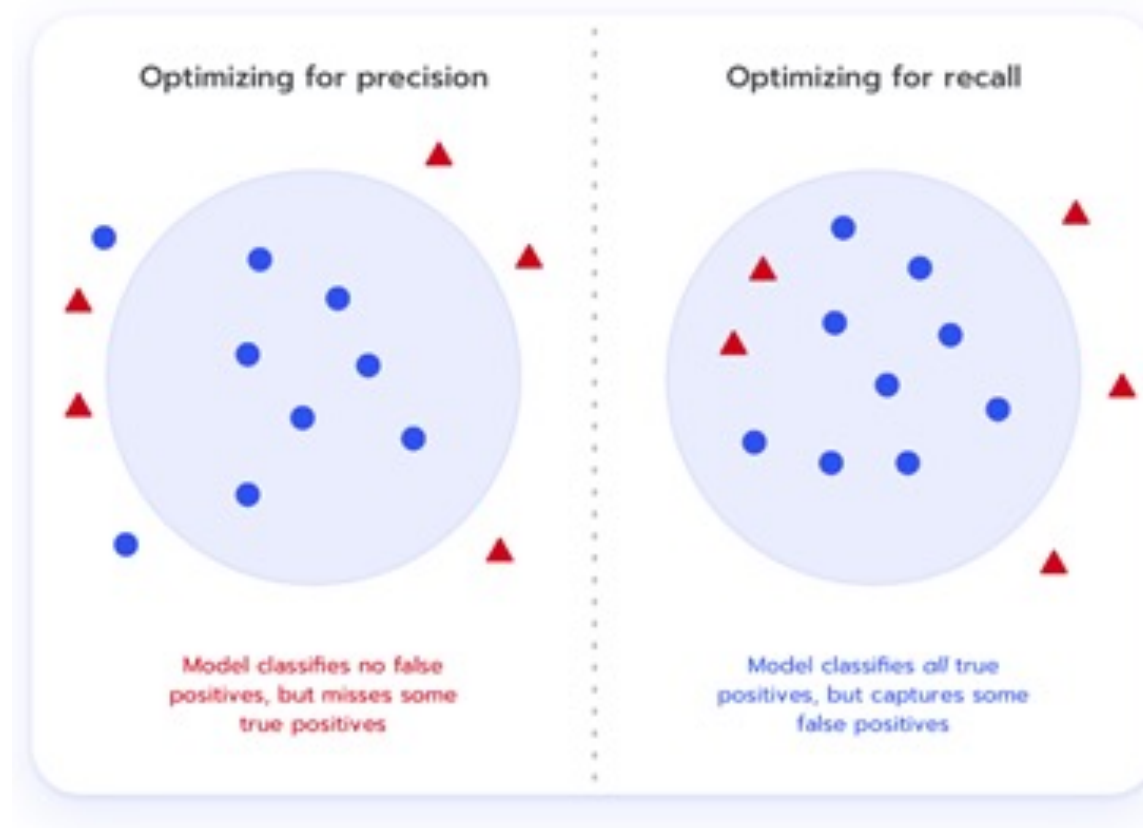 Optimizing for precision
Model classifies no false
positives, but misses some
true positives
Optimizing for recall
Model classifies all true
positives, but captures some
false positives